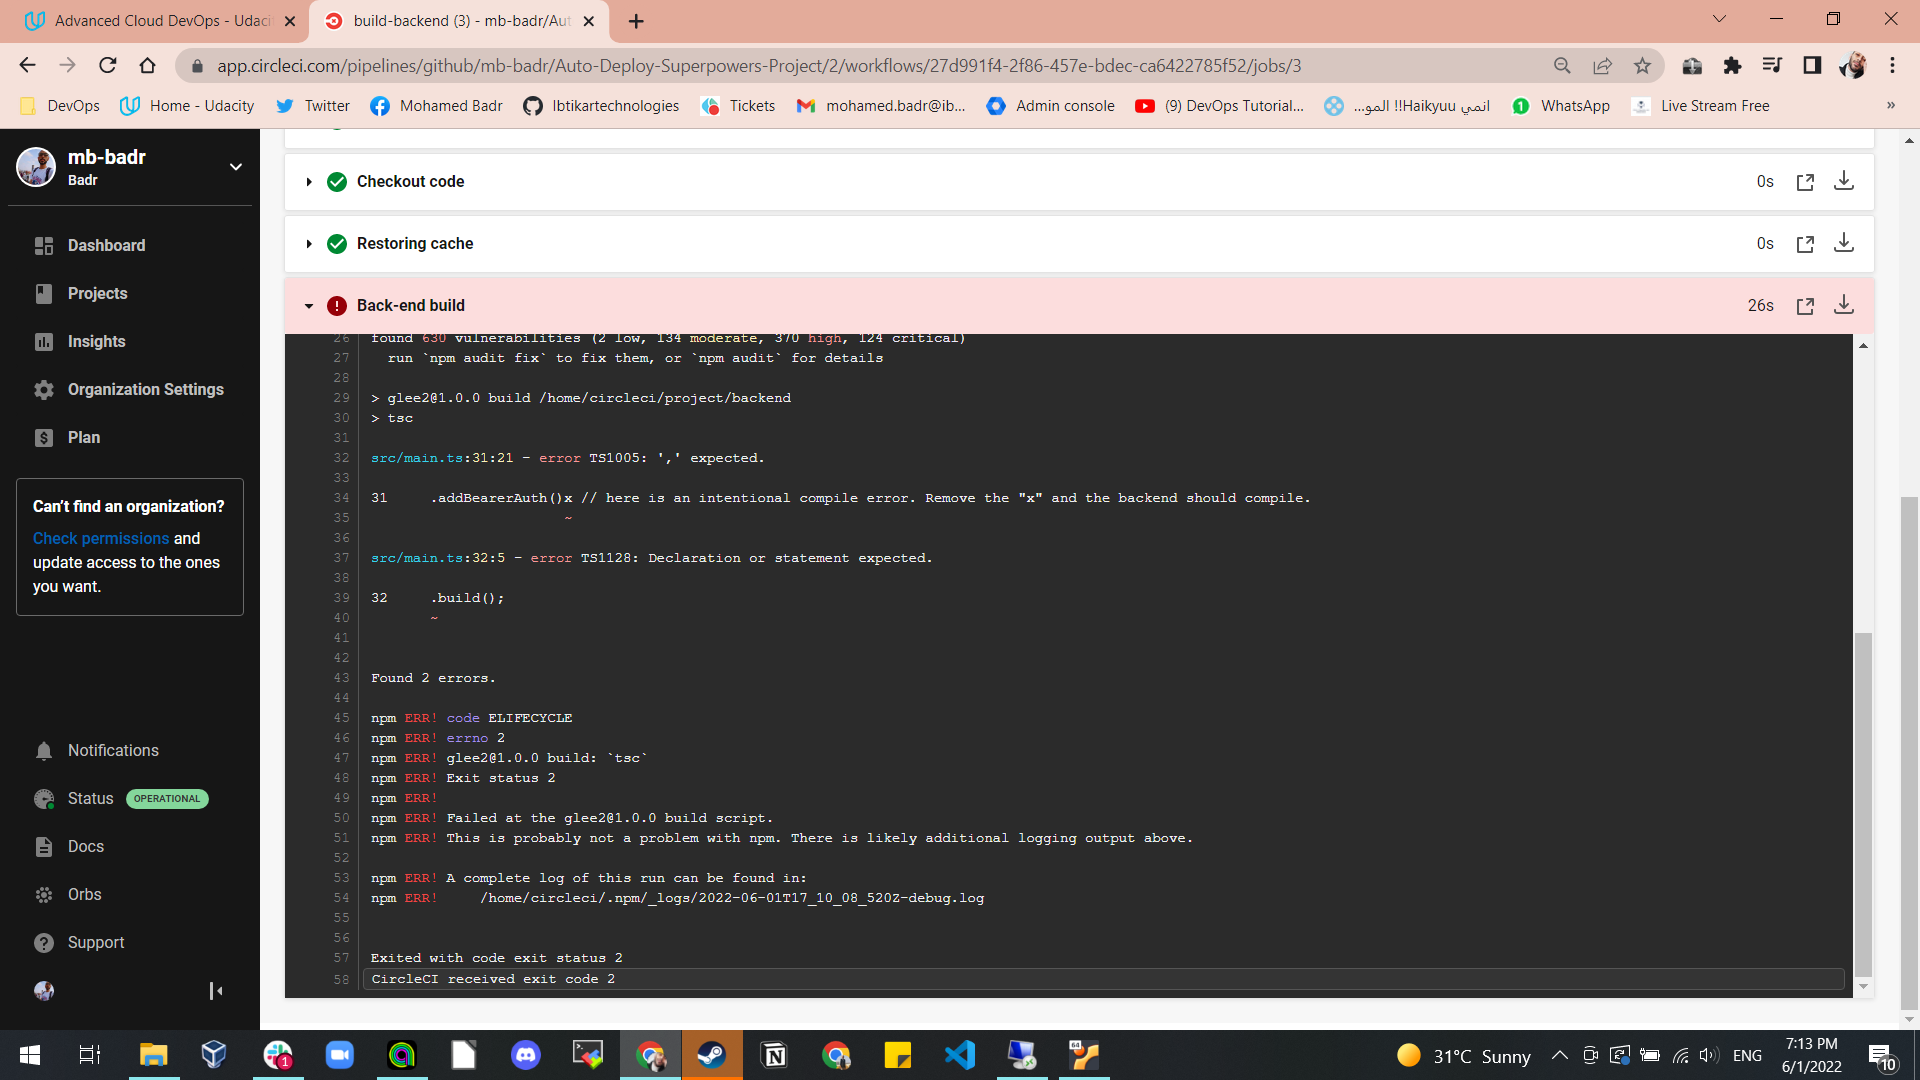 Advanced Cloud DevOps - Udaci
build-backend (3) - mb-badr/Aut
app.circleci.com/pipelines/github/mb-badr/Auto-Deploy-Superpowers-Project/2/workflows/27d991f4-2f86-457e-bdec-ca6422785f52/jobs/3
DevOps
Home - Udacity
Twitter
Mohamed Badr
Ibtikartechnologies
Tickets
mohamed.badr@ib...
Admin console
(9) DevOps Tutorial...
انمي Haikyuu!! المو...
1
WhatsApp
Live Stream Free
»
mb-badr
Badr
Dashboard
Projects
Insights
Organization Settings
Plan
Can't find an organization?
Check permissions and
update access to the ones
you want.
Notifications
Status OPERATIONAL
Docs
Orbs
Support
Checkout code 0s
Restoring cache 0s
Back-end build 26s
26 found 630 vulnerabilities (2 low, 134 moderate, 370 high, 124 critical)
27 run `npm audit fix` to fix them, or `npm audit` for details
28
29 > glee2@1.0.0 build /home/circleci/project/backend
30 > tsc
31
32 src/main.ts:31:21 - error TS1005: ',' expected.
33
34 31 .addBearerAuth()x // here is an intentional compile error. Remove the "x" and the backend should compile.
35 ~
36
37 src/main.ts:32:5 - error TS1128: Declaration or statement expected.
38
39 32 .build();
40 ~
41
42
43 Found 2 errors.
44
45 npm ERR! code ELIFECYCLE
46 npm ERR! errno 2
47 npm ERR! glee2@1.0.0 build: `tsc`
48 npm ERR! Exit status 2
49 npm ERR!
50 npm ERR! Failed at the glee2@1.0.0 build script.
51 npm ERR! This is probably not a problem with npm. There is likely additional logging output above.
52
53 npm ERR! A complete log of this run can be found in:
54 npm ERR! /home/circleci/.npm/_logs/2022-06-01T17_10_08_520Z-debug.log
55
56
57 Exited with code exit status 2
58 CircleCI received exit code 2
1
64
31°C Sunny
ENG
7:13 PM
6/1/2022
10